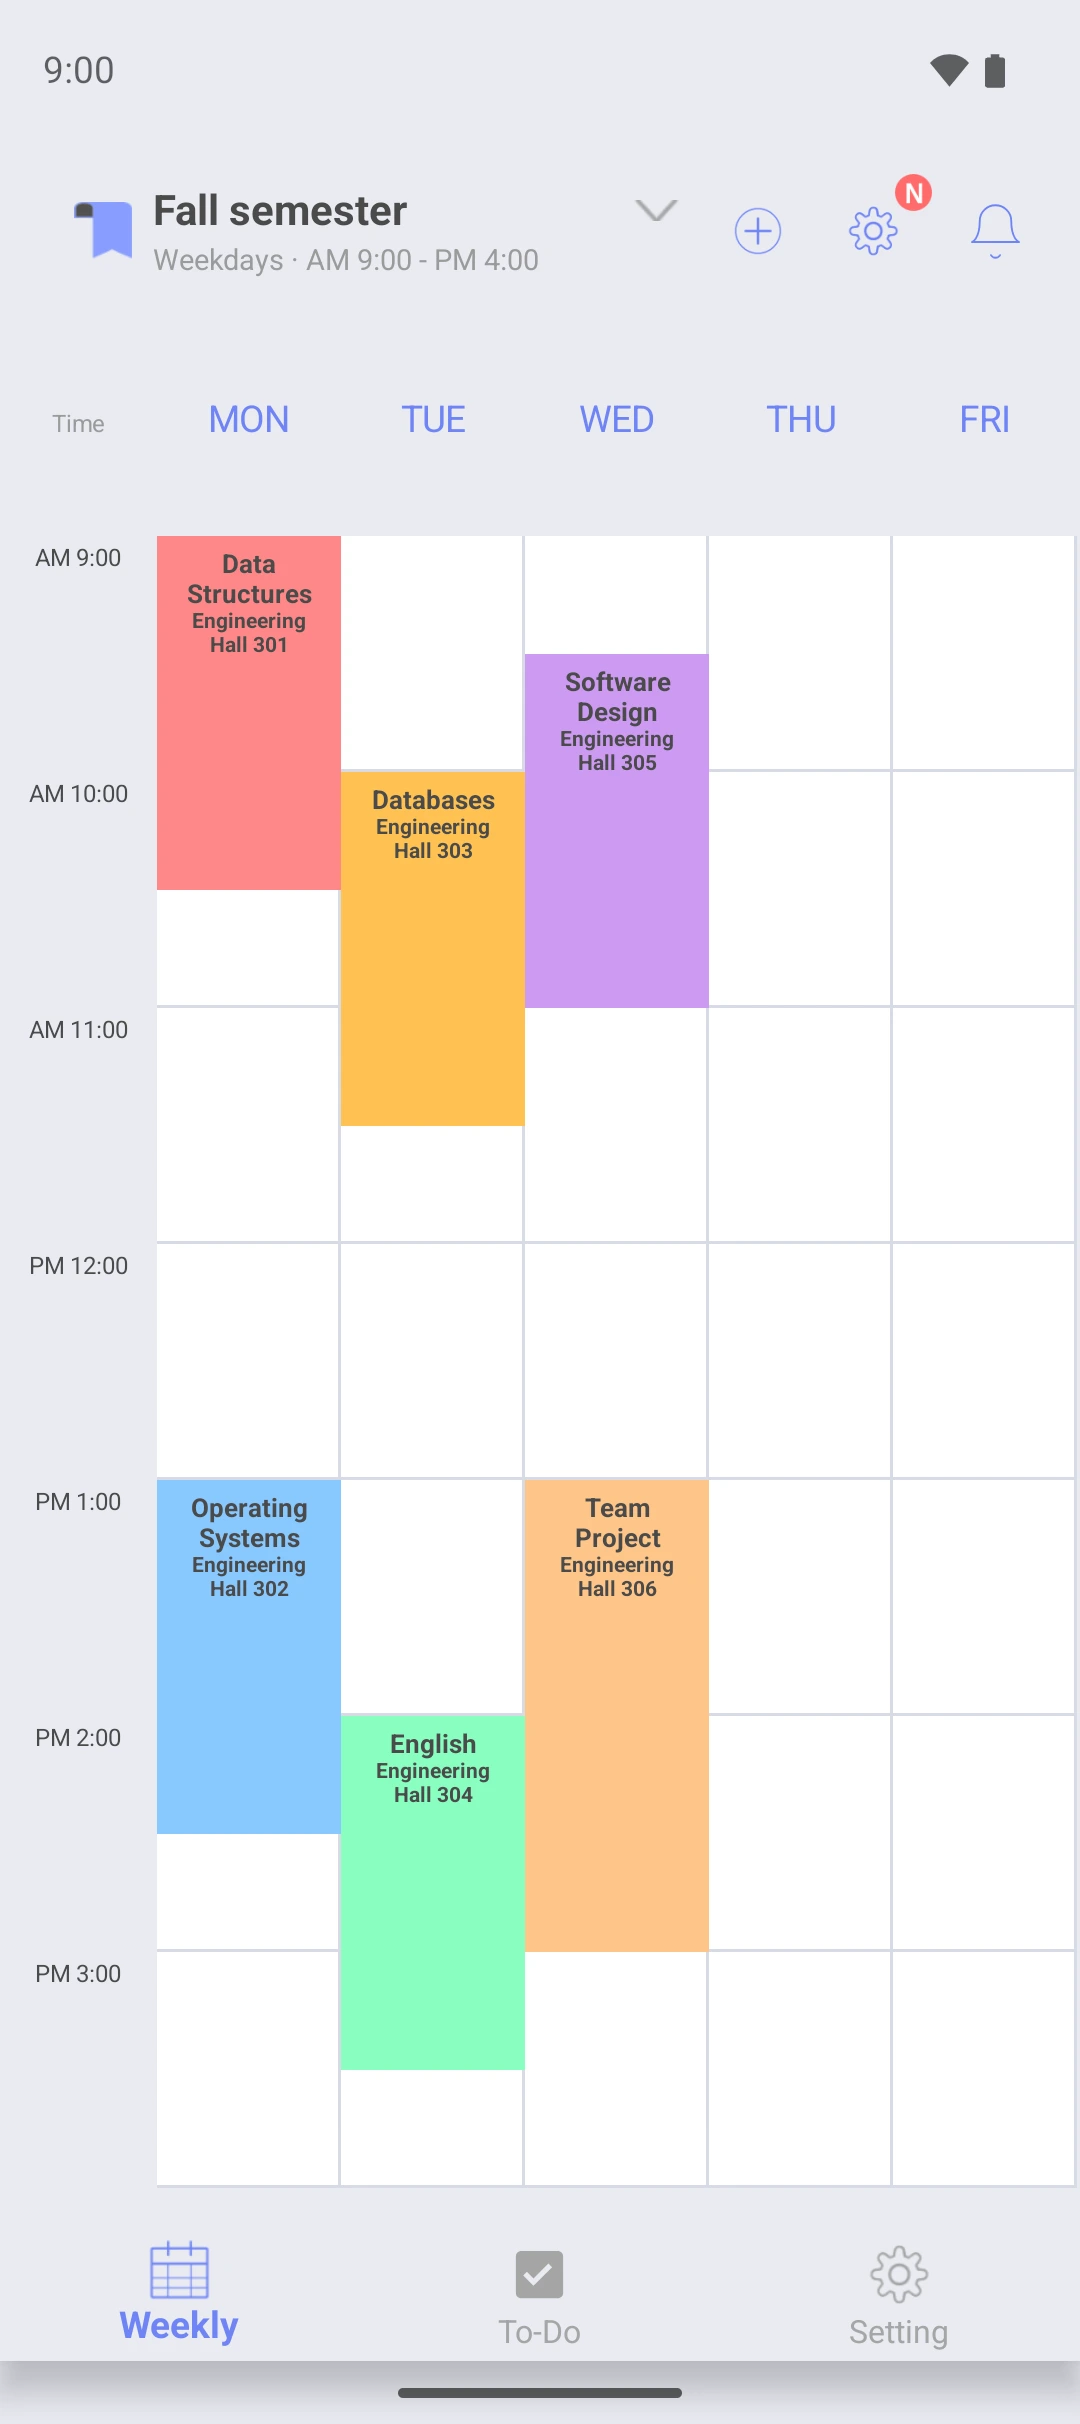 9:00
Fall semester
N
Weekdays · AM 9:00 - PM 4:00
Time
MON
TUE
WED
THU
FRI
AM 9:00
Data
Structures
Engineering
Hall 301
Software
Design
Engineering
Hall 305
AM 10:00
Databases
Engineering
Hall 303
AM 11:00
PM 12:00
PM 1:00
Operating
Systems
Engineering
Hall 302
Team
Project
Engineering
Hall 306
PM 2:00
English
Engineering
Hall 304
PM 3:00
Weekly
To-Do
Setting